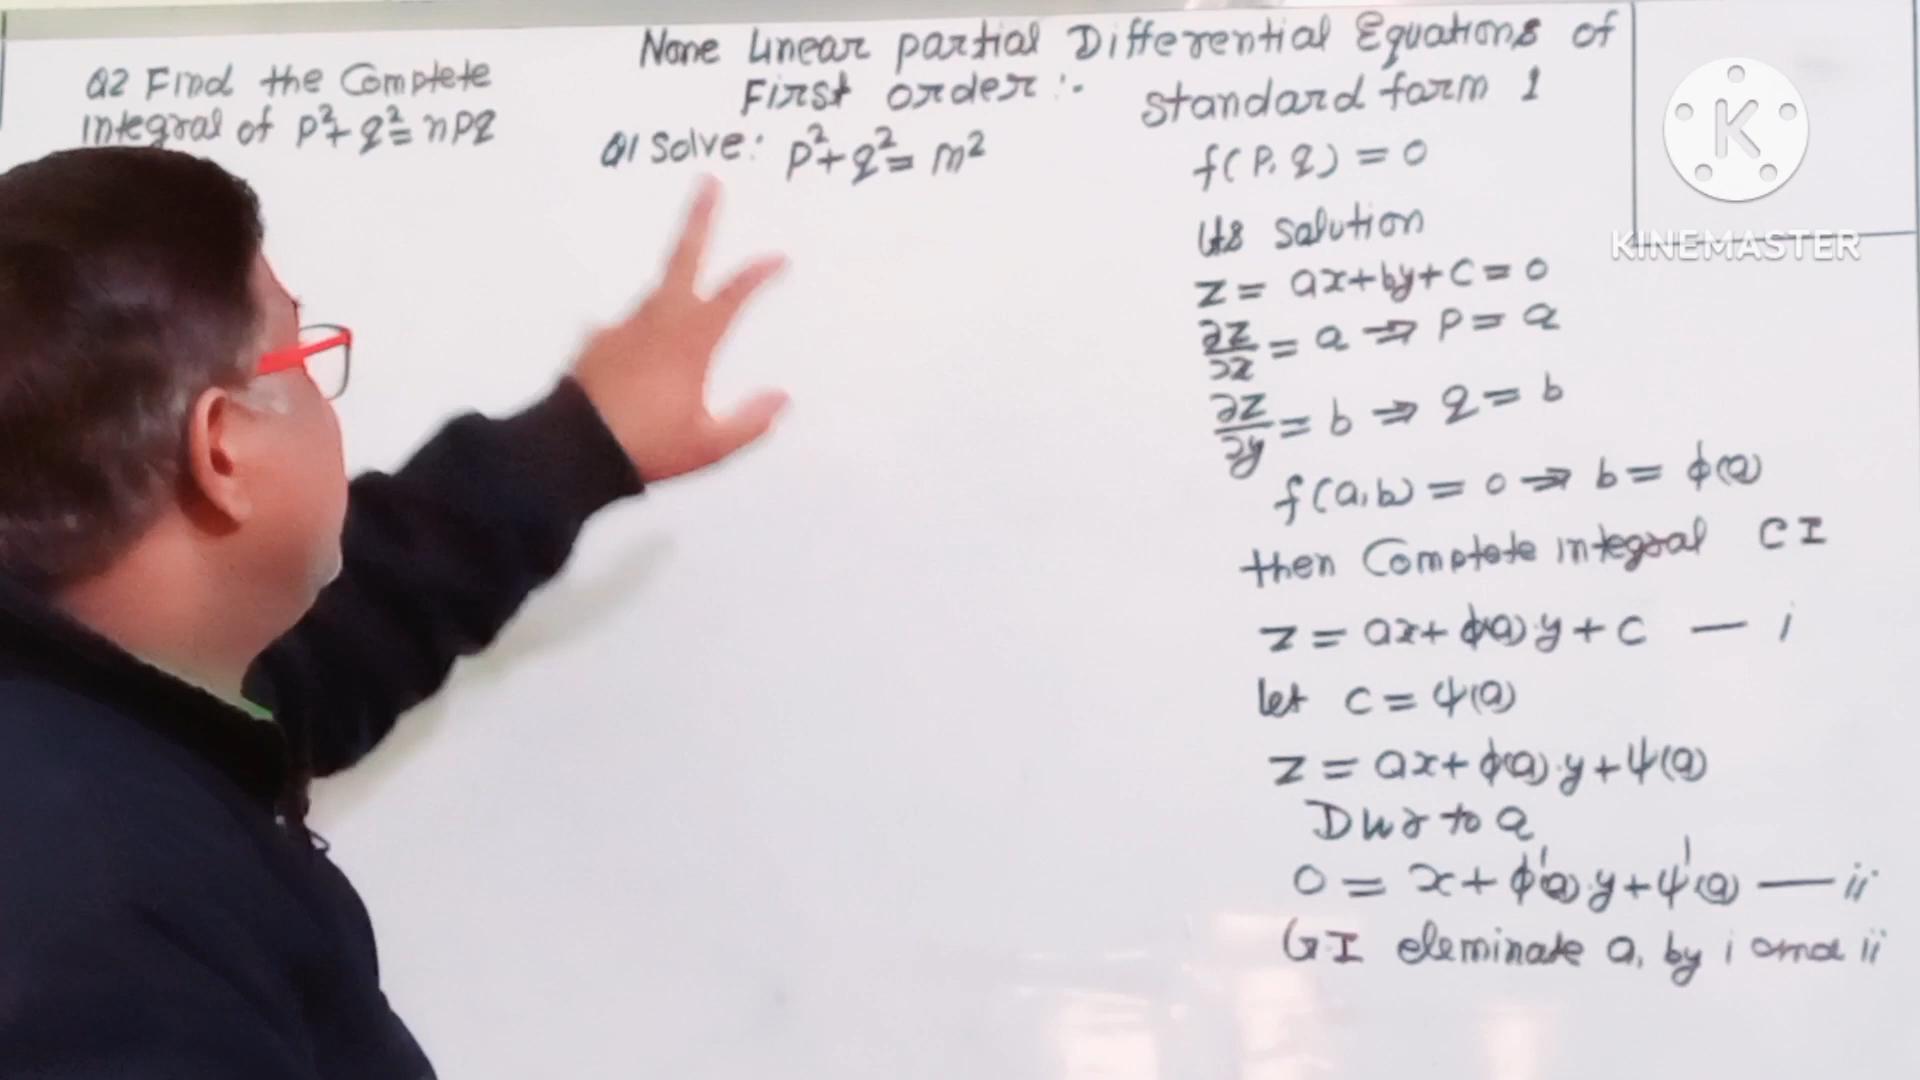 None Linear partial Differential Equations of
First order :-
standard form 1
Q2 Find the Complete
integral of p²+q²=npq
Q1 Solve: p²+q²=m²
f(p,q)=0
Its solution
z = ax+by+c=0
∂z/∂x = a ⇒ p = a
∂z/∂y = b ⇒ q = b
f(a,b)=0 ⇒ b = ϕ(a)
then Complete integral CI
z = ax+ϕ(a)y+c — i
let c = ψ(a)
z = ax+ϕ(a).y+ψ(a)
D w r to a
0 = x+ϕ'(a).y+ψ'(a) — ii
GI eleminate a, by i and ii
K
KINEMASTER